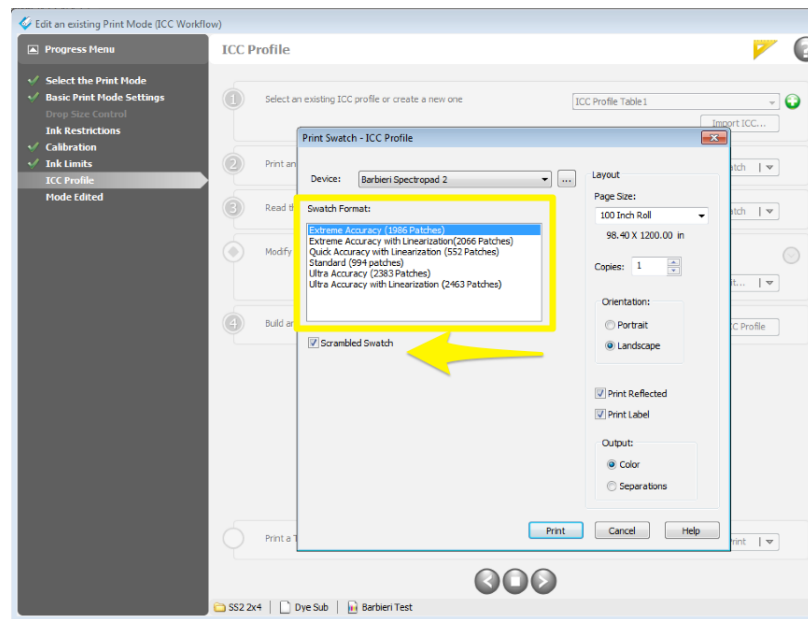 Edit an existing Print Mode (ICC Workflow)
Progress Menu
Select the Print Mode
Basic Print Mode Settings
Drop Size Control
Ink Restrictions
Calibration
Ink Limits
ICC Profile
Mode Edited
ICC Profile
1 Select an existing ICC profile or create a new one
ICC Profile Table1
Import ICC...
2 Print an
atch
3 Read th
atch
Modify
it...
4 Build an
CC Profile
Print a T
Print
Print Swatch - ICC Profile
Device: Barbieri Spectropad 2 ...
Swatch Format:
Extreme Accuracy (1986 Patches)
Extreme Accuracy with Linearization(2066 Patches)
Quick Accuracy with Linearization (552 Patches)
Standard (994 patches)
Ultra Accuracy (2383 Patches)
Ultra Accuracy with Linearization (2463 Patches)
Scrambled Swatch
Layout
Page Size:
100 Inch Roll
98.40 X 1200.00 in
Copies: 1
Orientation:
Portrait
Landscape
Print Reflected
Print Label
Output:
Color
Separations
Print
Cancel
Help
SS2 2x4
Dye Sub
Barbieri Test